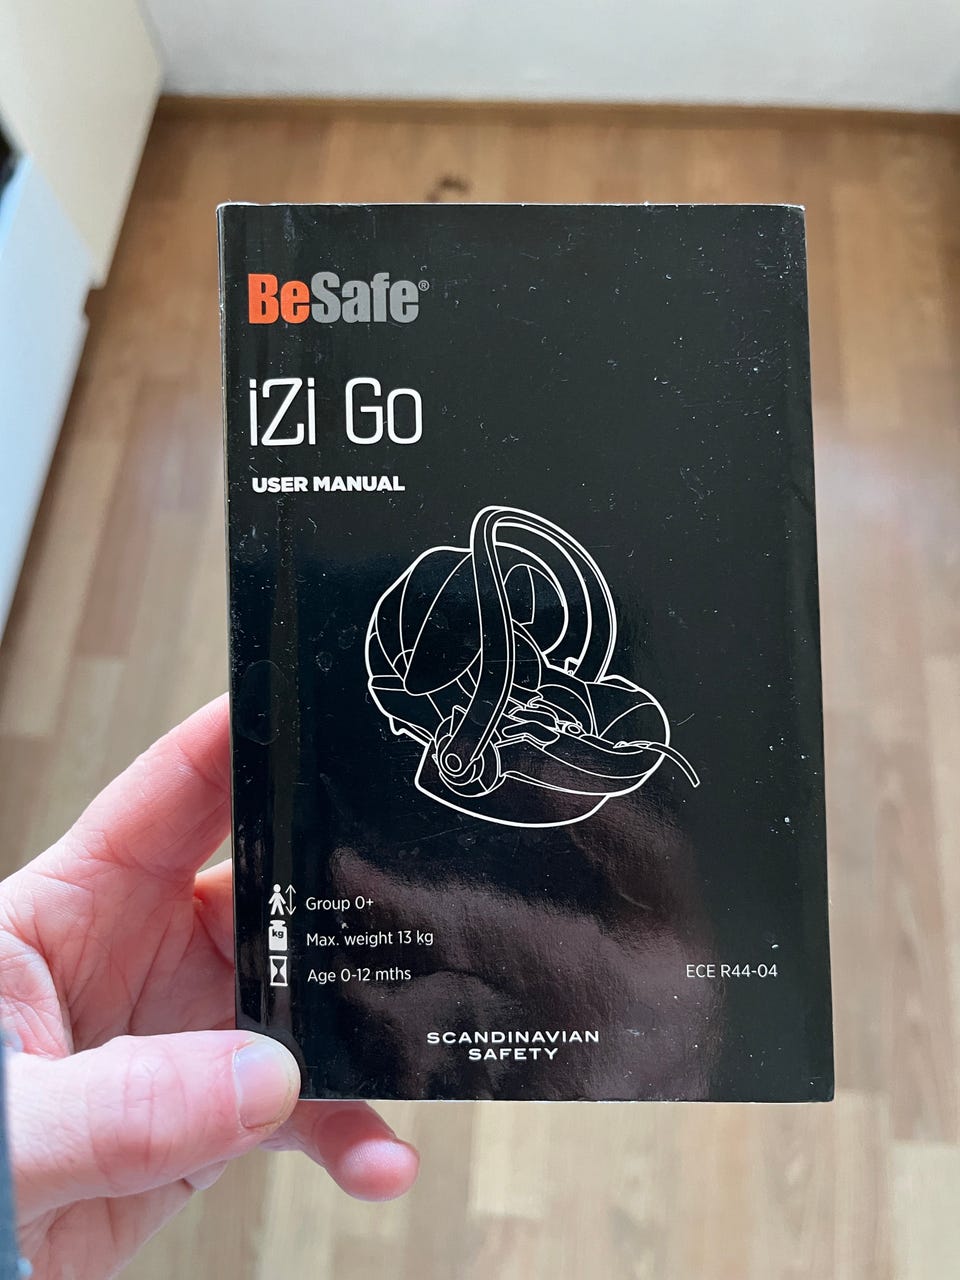 BeSafe®
iZi Go
USER MANUAL
Group 0+
kg
Max. weight 13 kg
Age 0-12 mths
ECE R44-04
SCANDINAVIAN
SAFETY